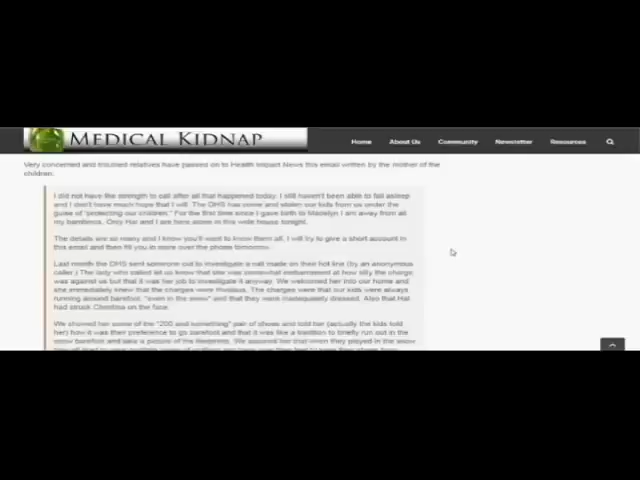 MEDICAL KIDNAP
Home About Us Community Newsletter Resources
Very concerned and troubled relatives have passed on to Health Impact News this email written by the mother of the
children.
I did not have the strength to call after all that happened today. I still haven't been able to fall asleep
and I don't have much hope that I will. The DHS has come and stolen our kids from us under the
guise of "protecting our children." For the first time since I gave birth to Madelyn I am away from all
my bambinos. Only Hal and I are here alone in this wide house tonight.
The details are so many and I know you'll want to know them all. I will try to give a short account in
this email and then fill you in more over the phone tomorrow.
Last month the DHS sent someone out to investigate a call made on their hot line (by an anonymous
caller.) The lady who called let us know that she was somewhat embarrassed at how silly the charge
was against us but that it was her job to investigate it anyway. We welcomed her into our home and
she immediately knew that the charges were frivolous. The charges were that our kids were always
running around barefoot, "even in the snow" and that they were inadequately dressed. Also that Hal
had struck Christina on the face.
We showed her some of the "200 and something" pair of shoes and told her (actually the kids told
her) how it was their preference to go barefoot and that it was like a tradition to briefly run out in the
snow barefoot and take a picture of the footprints. We assured her that when they played in the snow